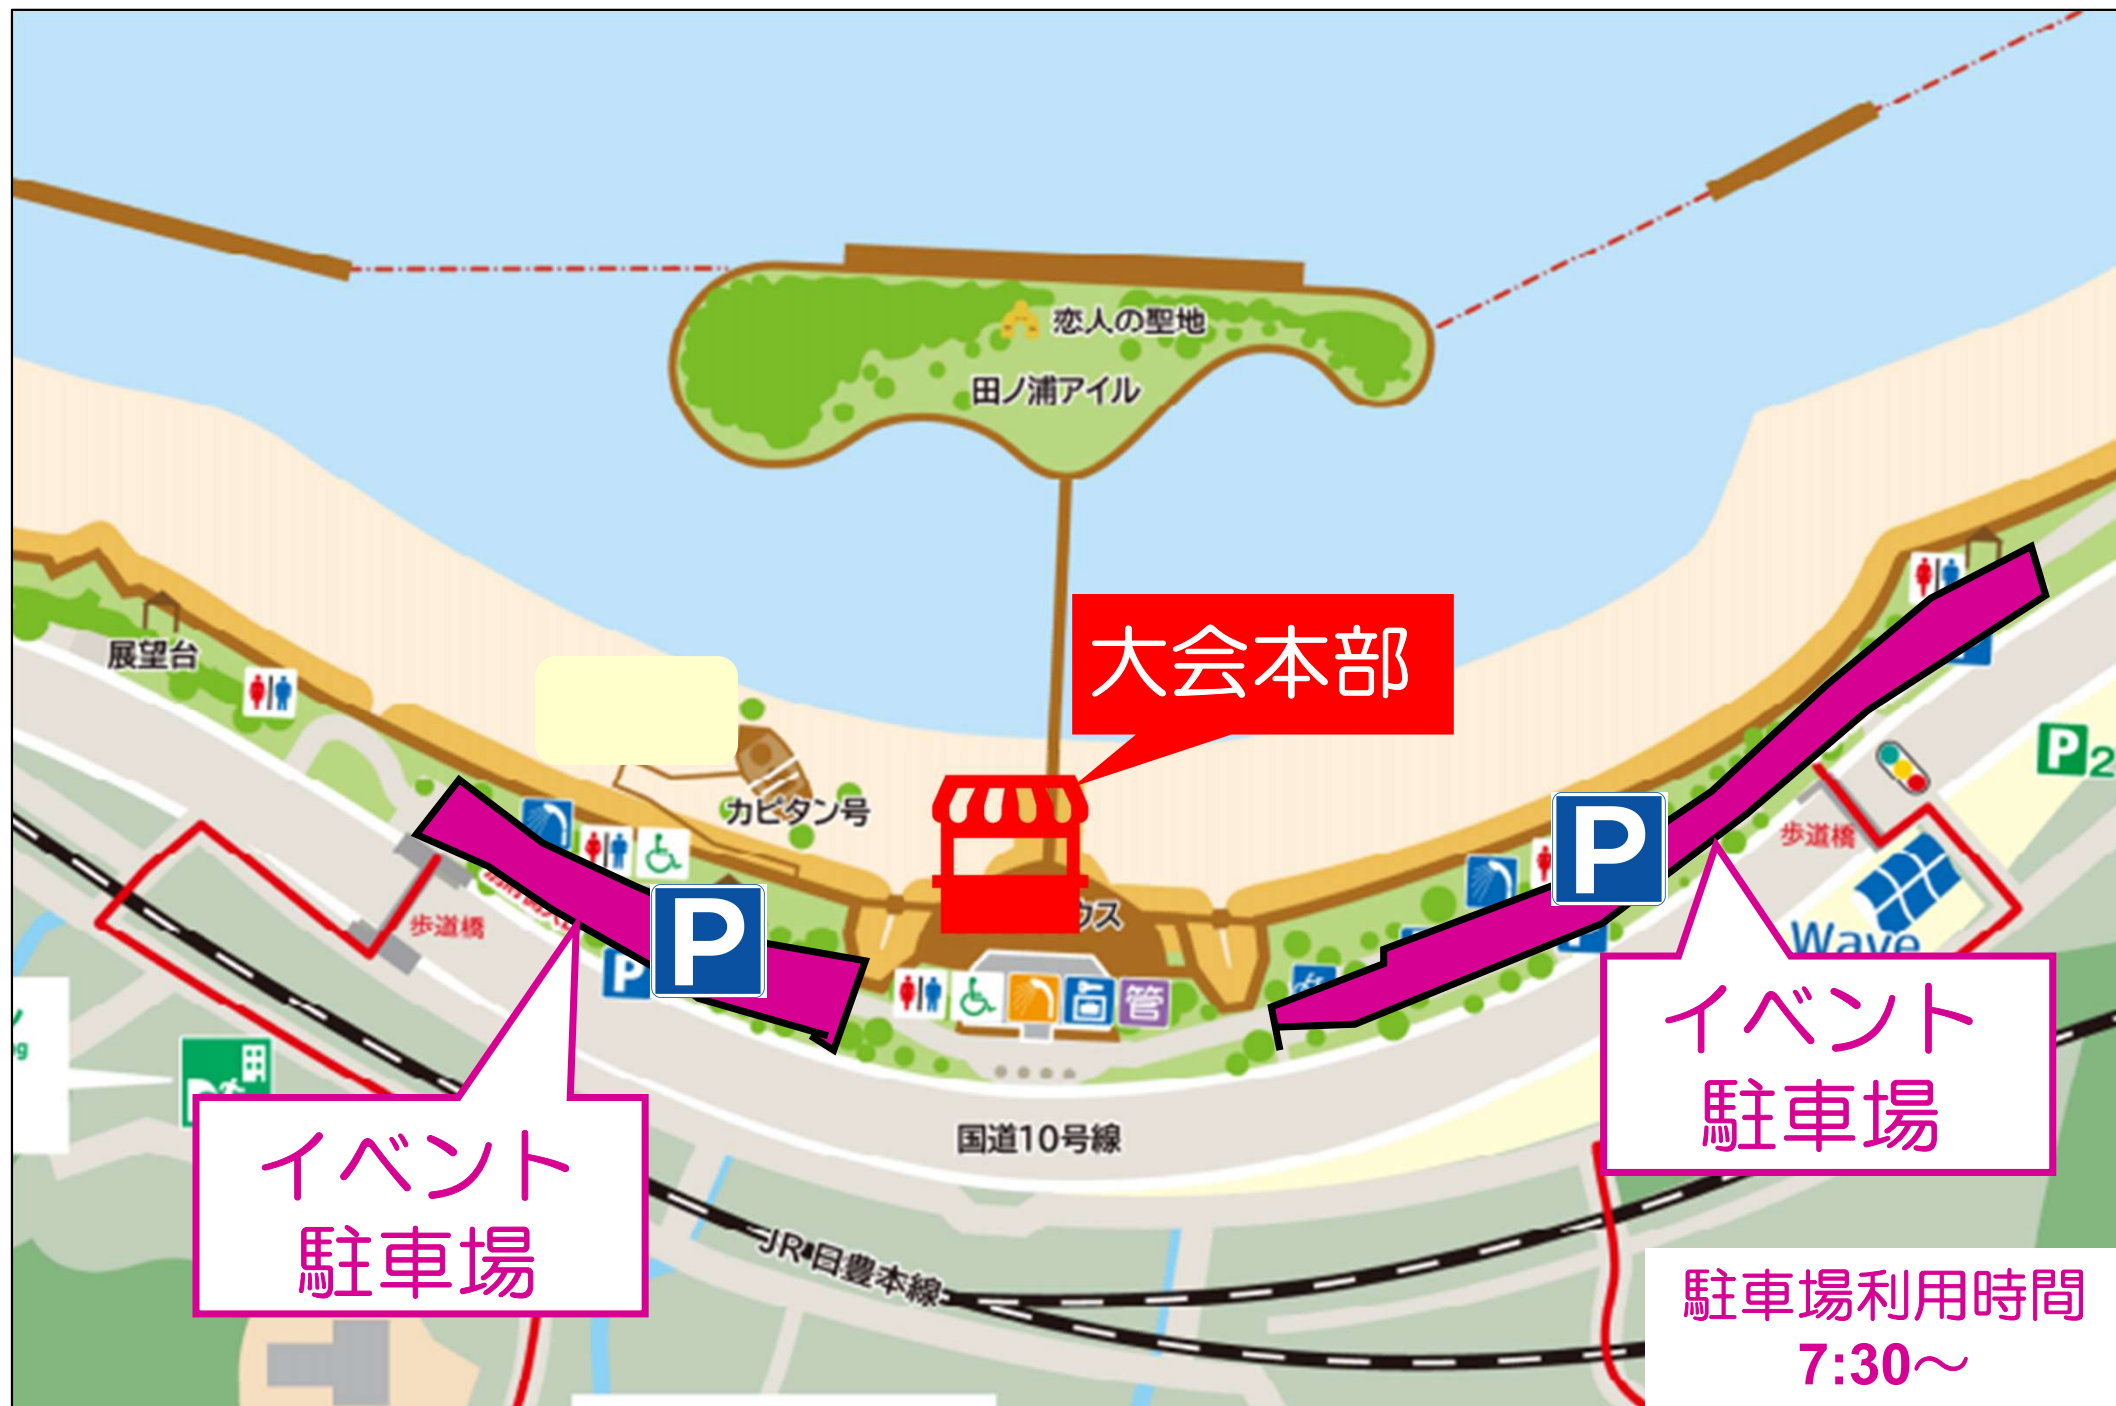 恋人の聖地
田ノ浦アイル
大会本部
展望台
カピタン号
P
P
P
P2
歩道橋
歩道橋
ウス
Wave
管
イベント
駐車場
イベント
駐車場
国道10号線
JR日豊本線
駐車場利用時間
7:30～